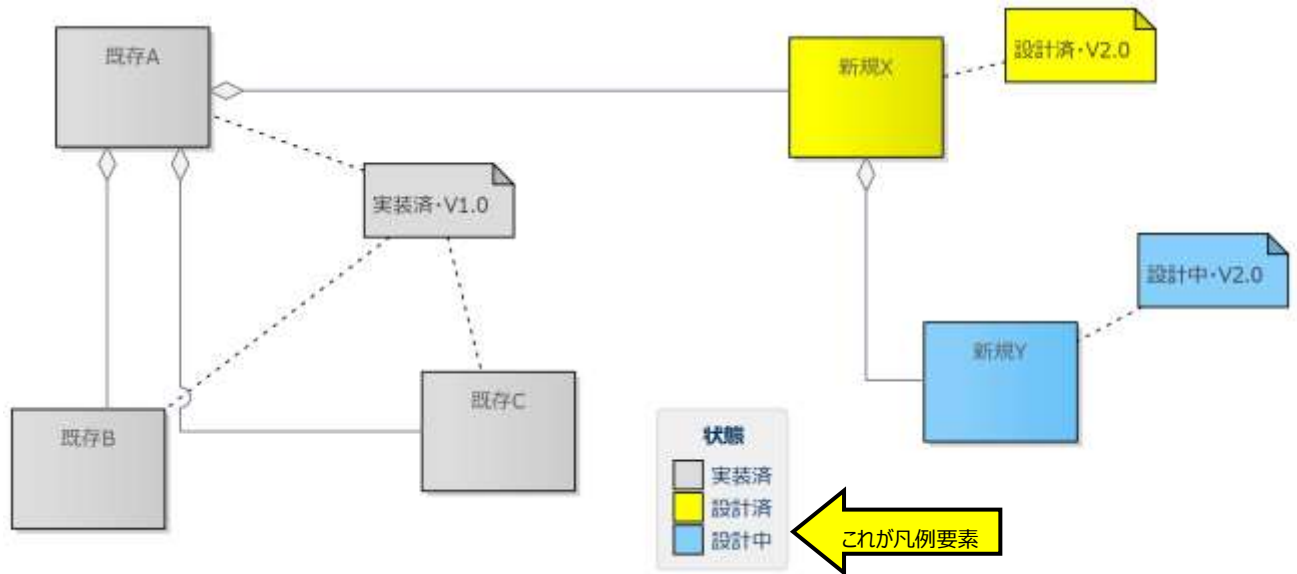 既存A
新規X
設計済・V2.0
実装済・V1.0
設計中・V2.0
新規Y
既存C
既存B
状態
実装済
設計済
設計中
これが凡例要素